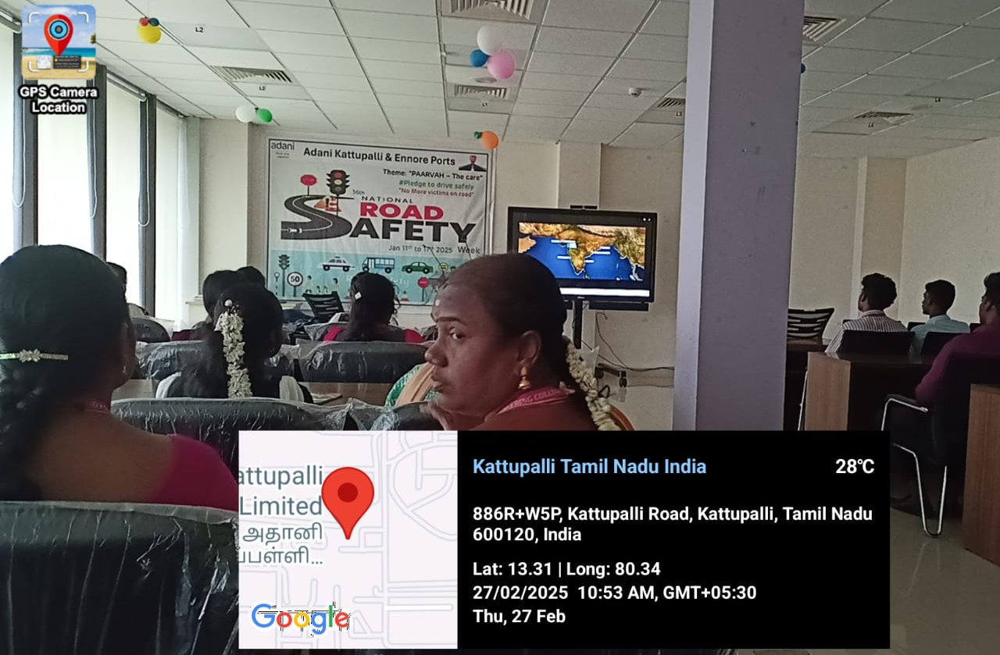 GPS Camera
Location
L2
L1
adani
Adani Kattupalli & Ennore Ports
Theme: "PAARVAH – The care"
#Pledge to drive safely
"No More victims on road"
36th
NATIONAL
ROAD
SAFETY
Jan 11th to 17th 2025 Week
50
attupalli
Limited
அதானி
ப்பள்ளி...
Google
Kattupalli Tamil Nadu India
28°C
886R+W5P, Kattupalli Road, Kattupalli, Tamil Nadu
600120, India
Lat: 13.31 | Long: 80.34
27/02/2025 10:53 AM, GMT+05:30
Thu, 27 Feb